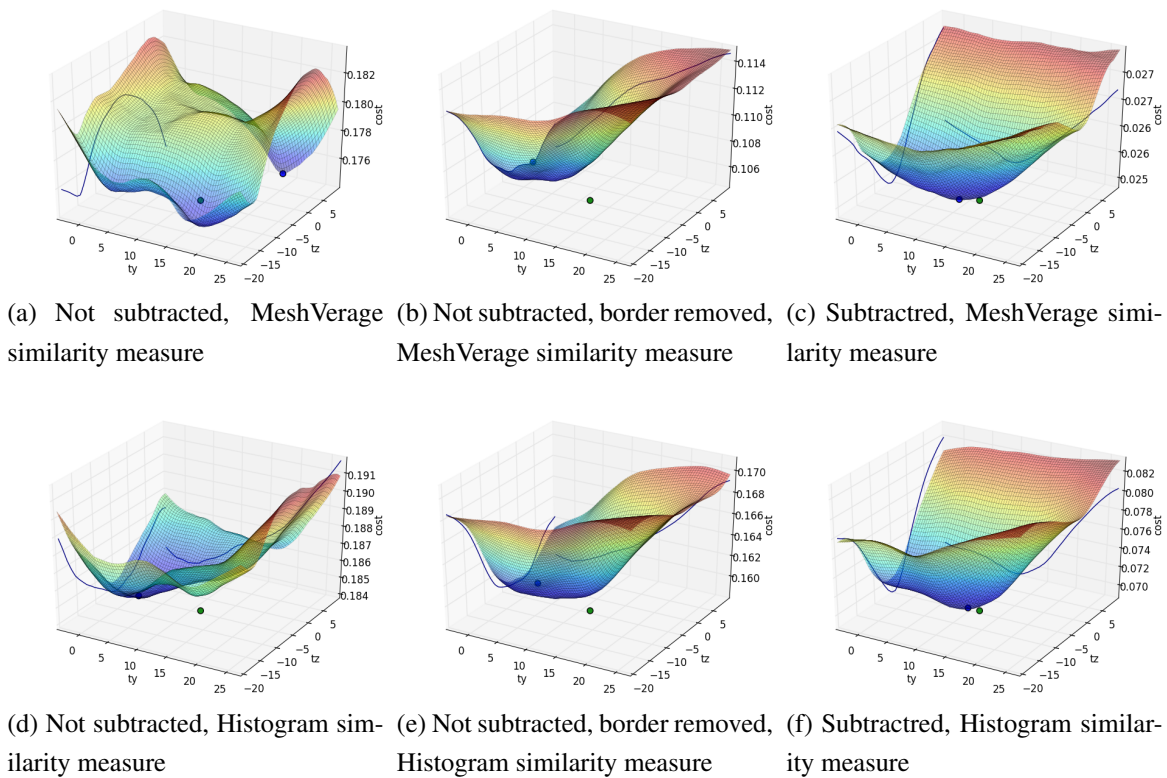 0.182
0.180
0.178
0.176
cost
0 5 10 15 20 25
ty
−20 −15 −10 −5 0 5
tz
0.114
0.112
0.110
0.108
0.106
cost
0 5 10 15 20 25
ty
−20 −15 −10 −5 0 5
tz
0.027
0.027
0.026
0.026
0.025
cost
0 5 10 15 20 25
ty
−20 −15 −10 −5 0 5
tz
(a) Not subtracted, MeshVerage
similarity measure
(b) Not subtracted, border removed,
MeshVerage similarity measure
(c) Subtractred, MeshVerage simi-
larity measure
0.191
0.190
0.189
0.188
0.187
0.186
0.185
0.184
cost
0 5 10 15 20 25
ty
−20 −15 −10 −5 0 5
tz
0.170
0.168
0.166
0.164
0.162
0.160
cost
0 5 10 15 20 25
ty
−20 −15 −10 −5 0 5
tz
0.082
0.080
0.078
0.076
0.074
0.072
0.070
cost
0 5 10 15 20 25
ty
−20 −15 −10 −5 0 5
tz
(d) Not subtracted, Histogram sim-
ilarity measure
(e) Not subtracted, border removed,
Histogram similarity measure
(f) Subtractred, Histogram similar-
ity measure